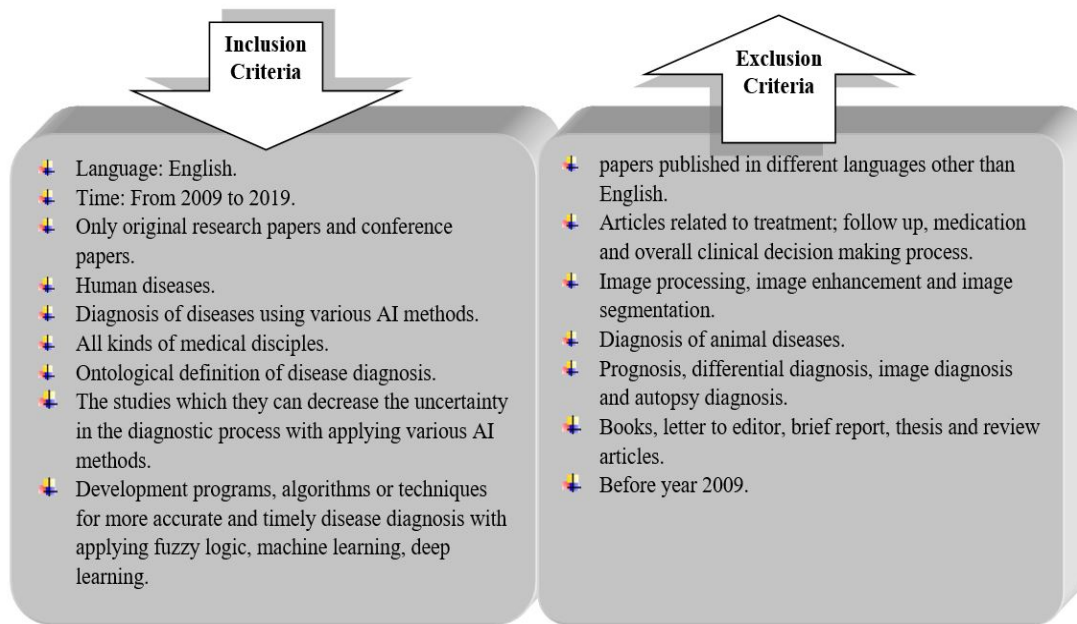 Inclusion
Criteria
Language: English.
Time: From 2009 to 2019.
Only original research papers and conference
papers.
Human diseases.
Diagnosis of diseases using various AI methods.
All kinds of medical disciples.
Ontological definition of disease diagnosis.
The studies which they can decrease the uncertainty
in the diagnostic process with applying various AI
methods.
Development programs, algorithms or techniques
for more accurate and timely disease diagnosis with
applying fuzzy logic, machine learning, deep
learning.
Exclusion
Criteria
papers published in different languages other than
English.
Articles related to treatment; follow up, medication
and overall clinical decision making process.
Image processing, image enhancement and image
segmentation.
Diagnosis of animal diseases.
Prognosis, differential diagnosis, image diagnosis
and autopsy diagnosis.
Books, letter to editor, brief report, thesis and review
articles.
Before year 2009.